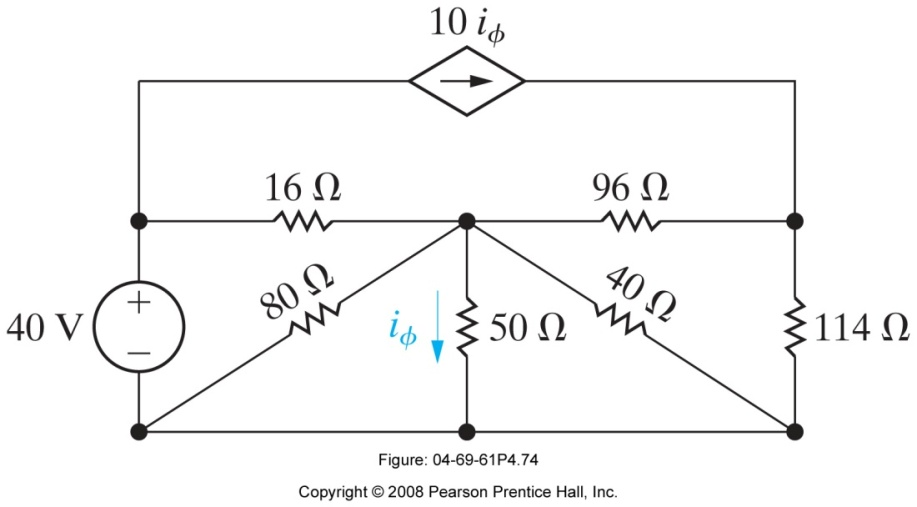 10 iϕ
16 Ω
96 Ω
80 Ω
40 Ω
40 V
+
−
iϕ
50 Ω
114 Ω
Figure: 04-69-61P4.74
Copyright © 2008 Pearson Prentice Hall, Inc.